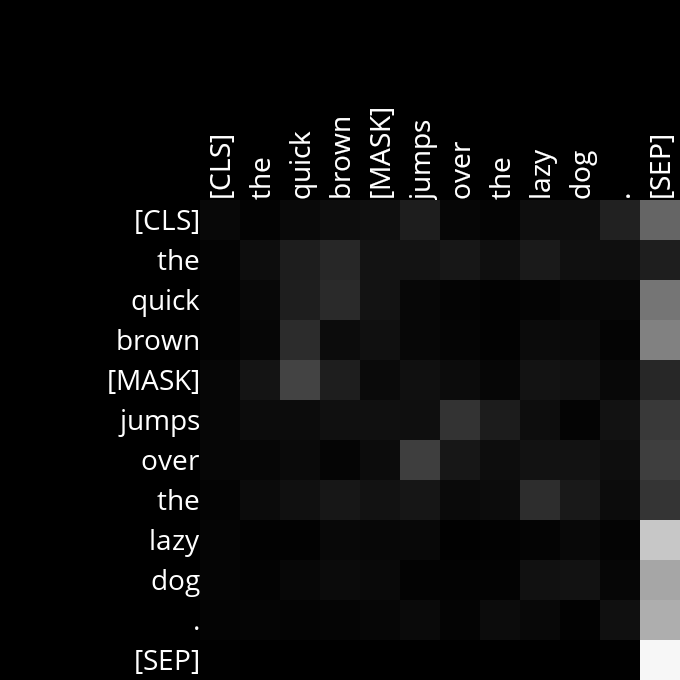 [CLS] the quick brown [MASK] jumps over the lazy dog . [SEP]
[CLS]
the
quick
brown
[MASK]
jumps
over
the
lazy
dog
.
[SEP]